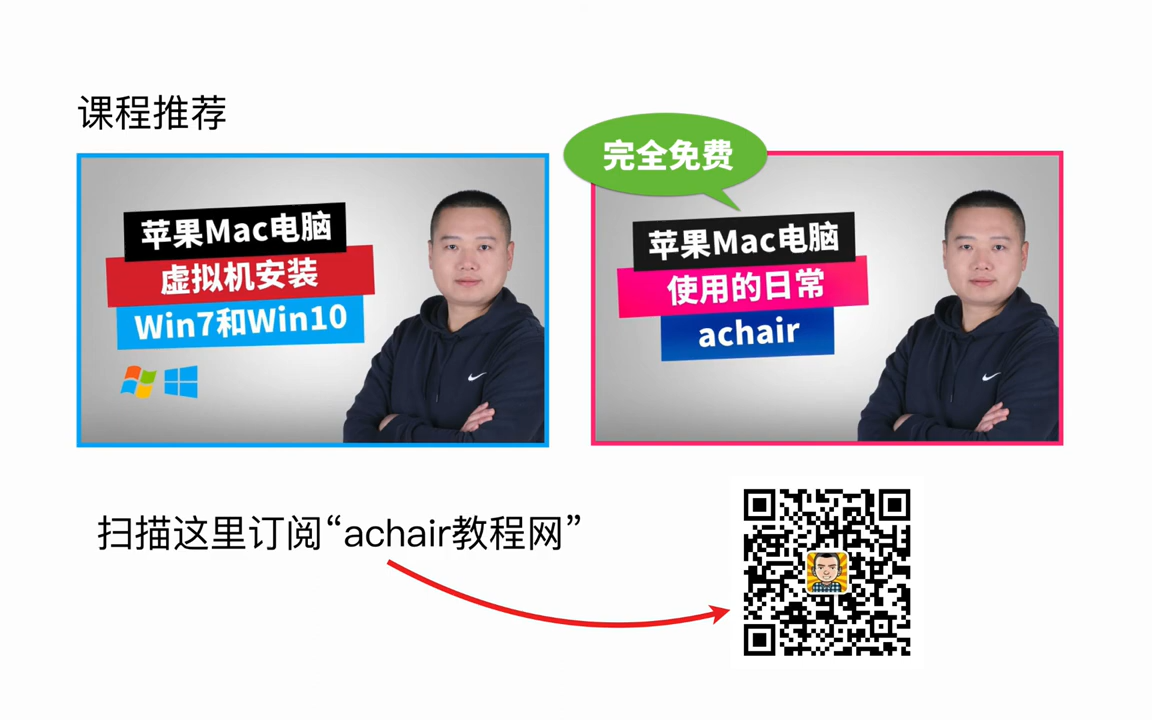 课程推荐
苹果Mac电脑
虚拟机安装
Win7和Win10
完全免费
苹果Mac电脑
使用的日常
achair
扫描这里订阅“achair教程网”